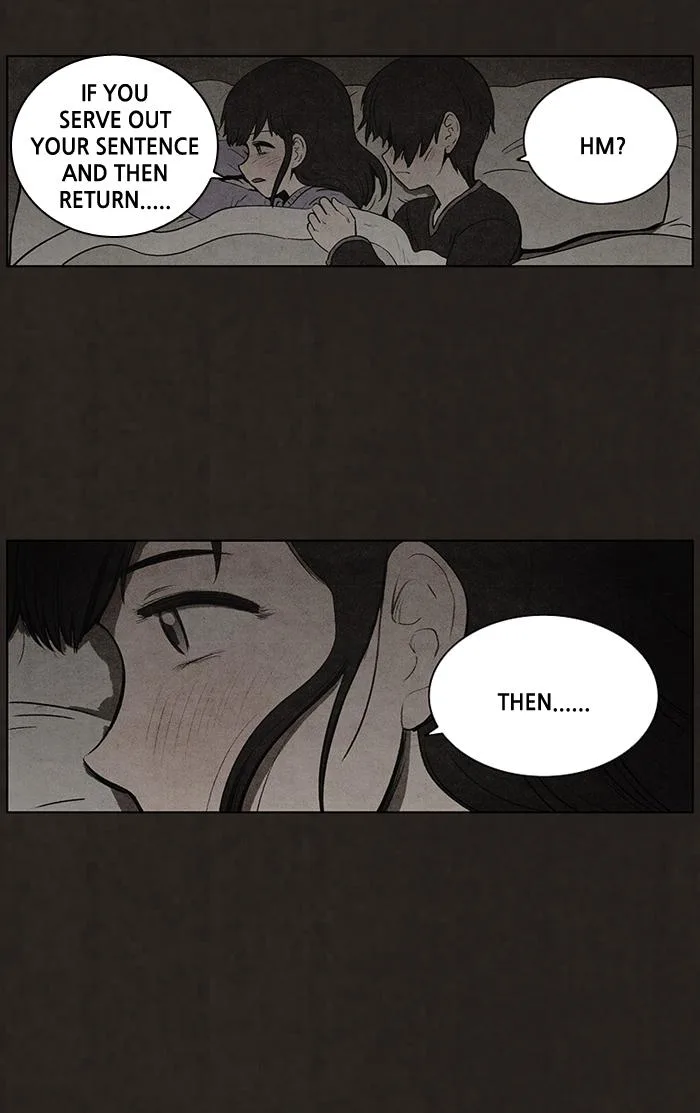 IF YOU
SERVE OUT
YOUR SENTENCE
AND THEN
RETURN.....
HM?
THEN......